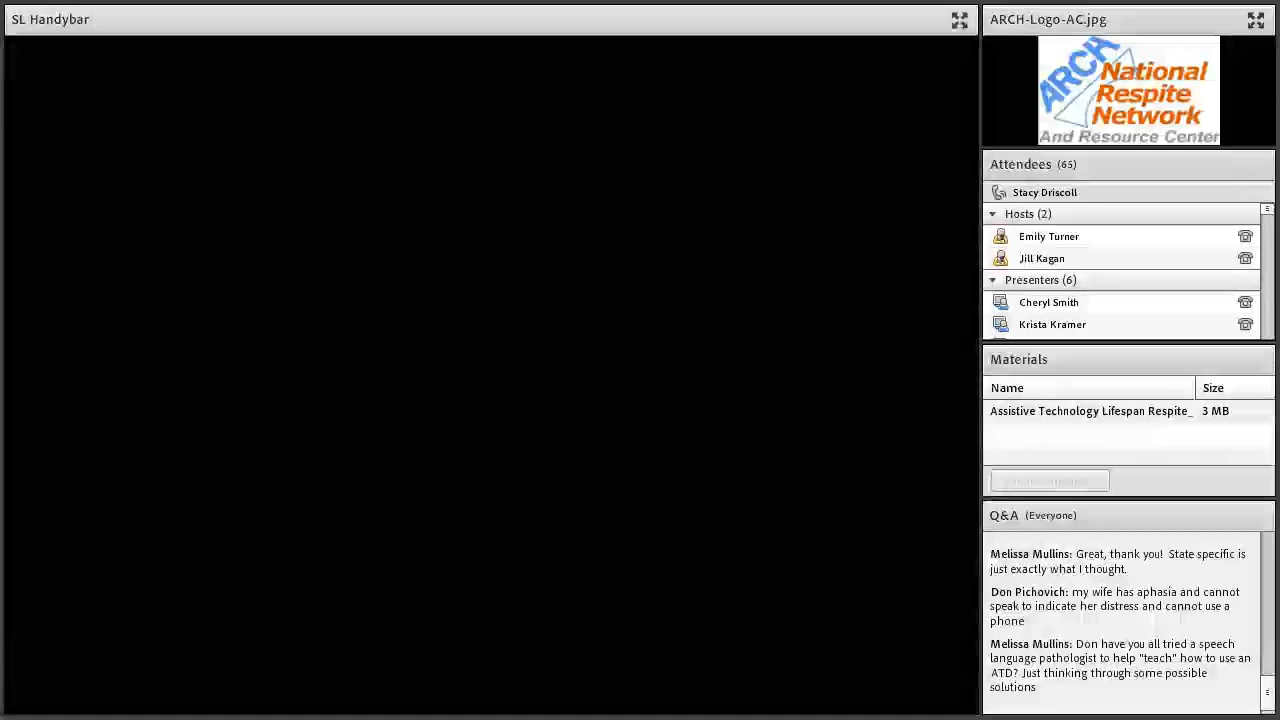 SL Handybar
ARCH-Logo-AC.jpg
ARCH
National
Respite
Network
And Resource Center
Attendees (65)
Stacy Driscoll
Hosts (2)
Emily Turner
Jill Kagan
Presenters (6)
Cheryl Smith
Krista Kramer
Materials
Name Size
Assistive Technology Lifespan Respite_ 3 MB
Q&A (Everyone)
Melissa Mullins: Great, thank you! State specific is
just exactly what I thought.
Don Pichovich: my wife has aphasia and cannot
speak to indicate her distress and cannot use a
phone
Melissa Mullins: Don have you all tried a speech
language pathologist to help "teach" how to use an
ATD? Just thinking through some possible
solutions